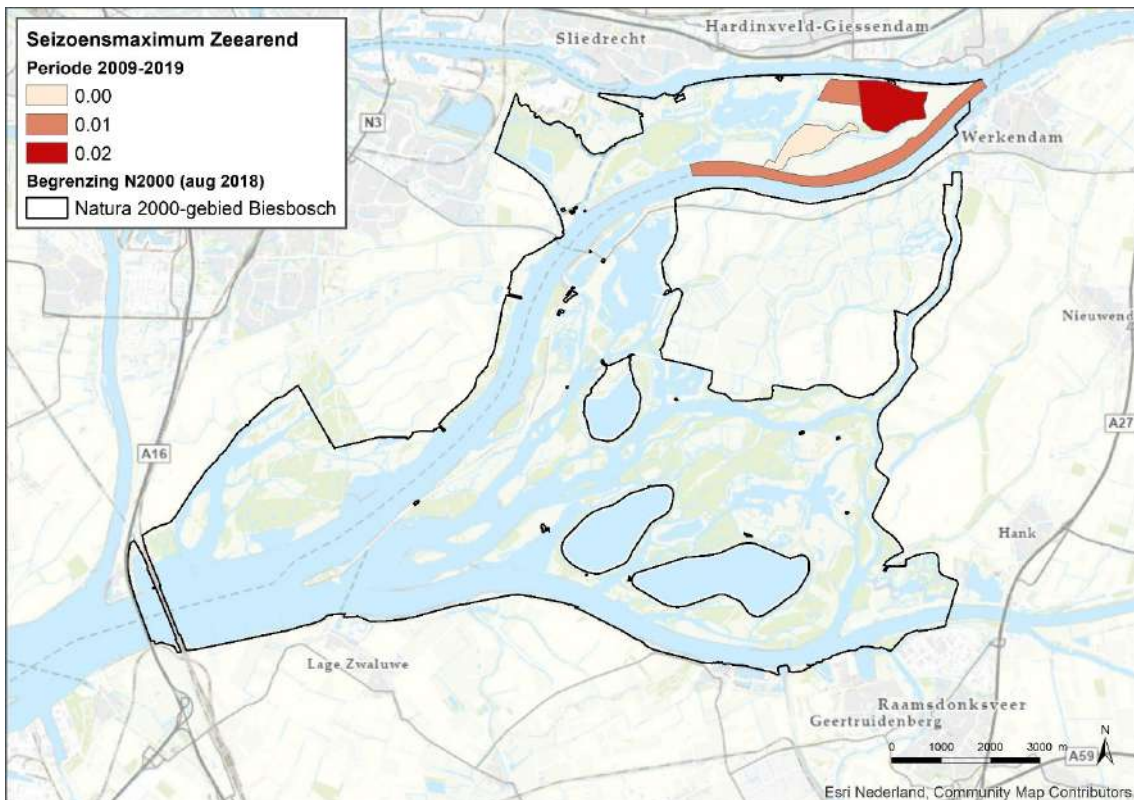 Seizoensmaximum Zeearend
Periode 2009-2019
0.00
0.01
0.02
Begrenzing N2000 (aug 2018)
Natura 2000-gebied Biesbosch
Hardinxveld-Giessendam
Sliedrecht
N3
Werkendam
Nieuwend
A27
A16
Hank
Lage Zwaluwe
Raamsdonksveer
Geertruidenberg
N
0 1000 2000 3000 m
A59
Esri Nederland, Community Map Contributors